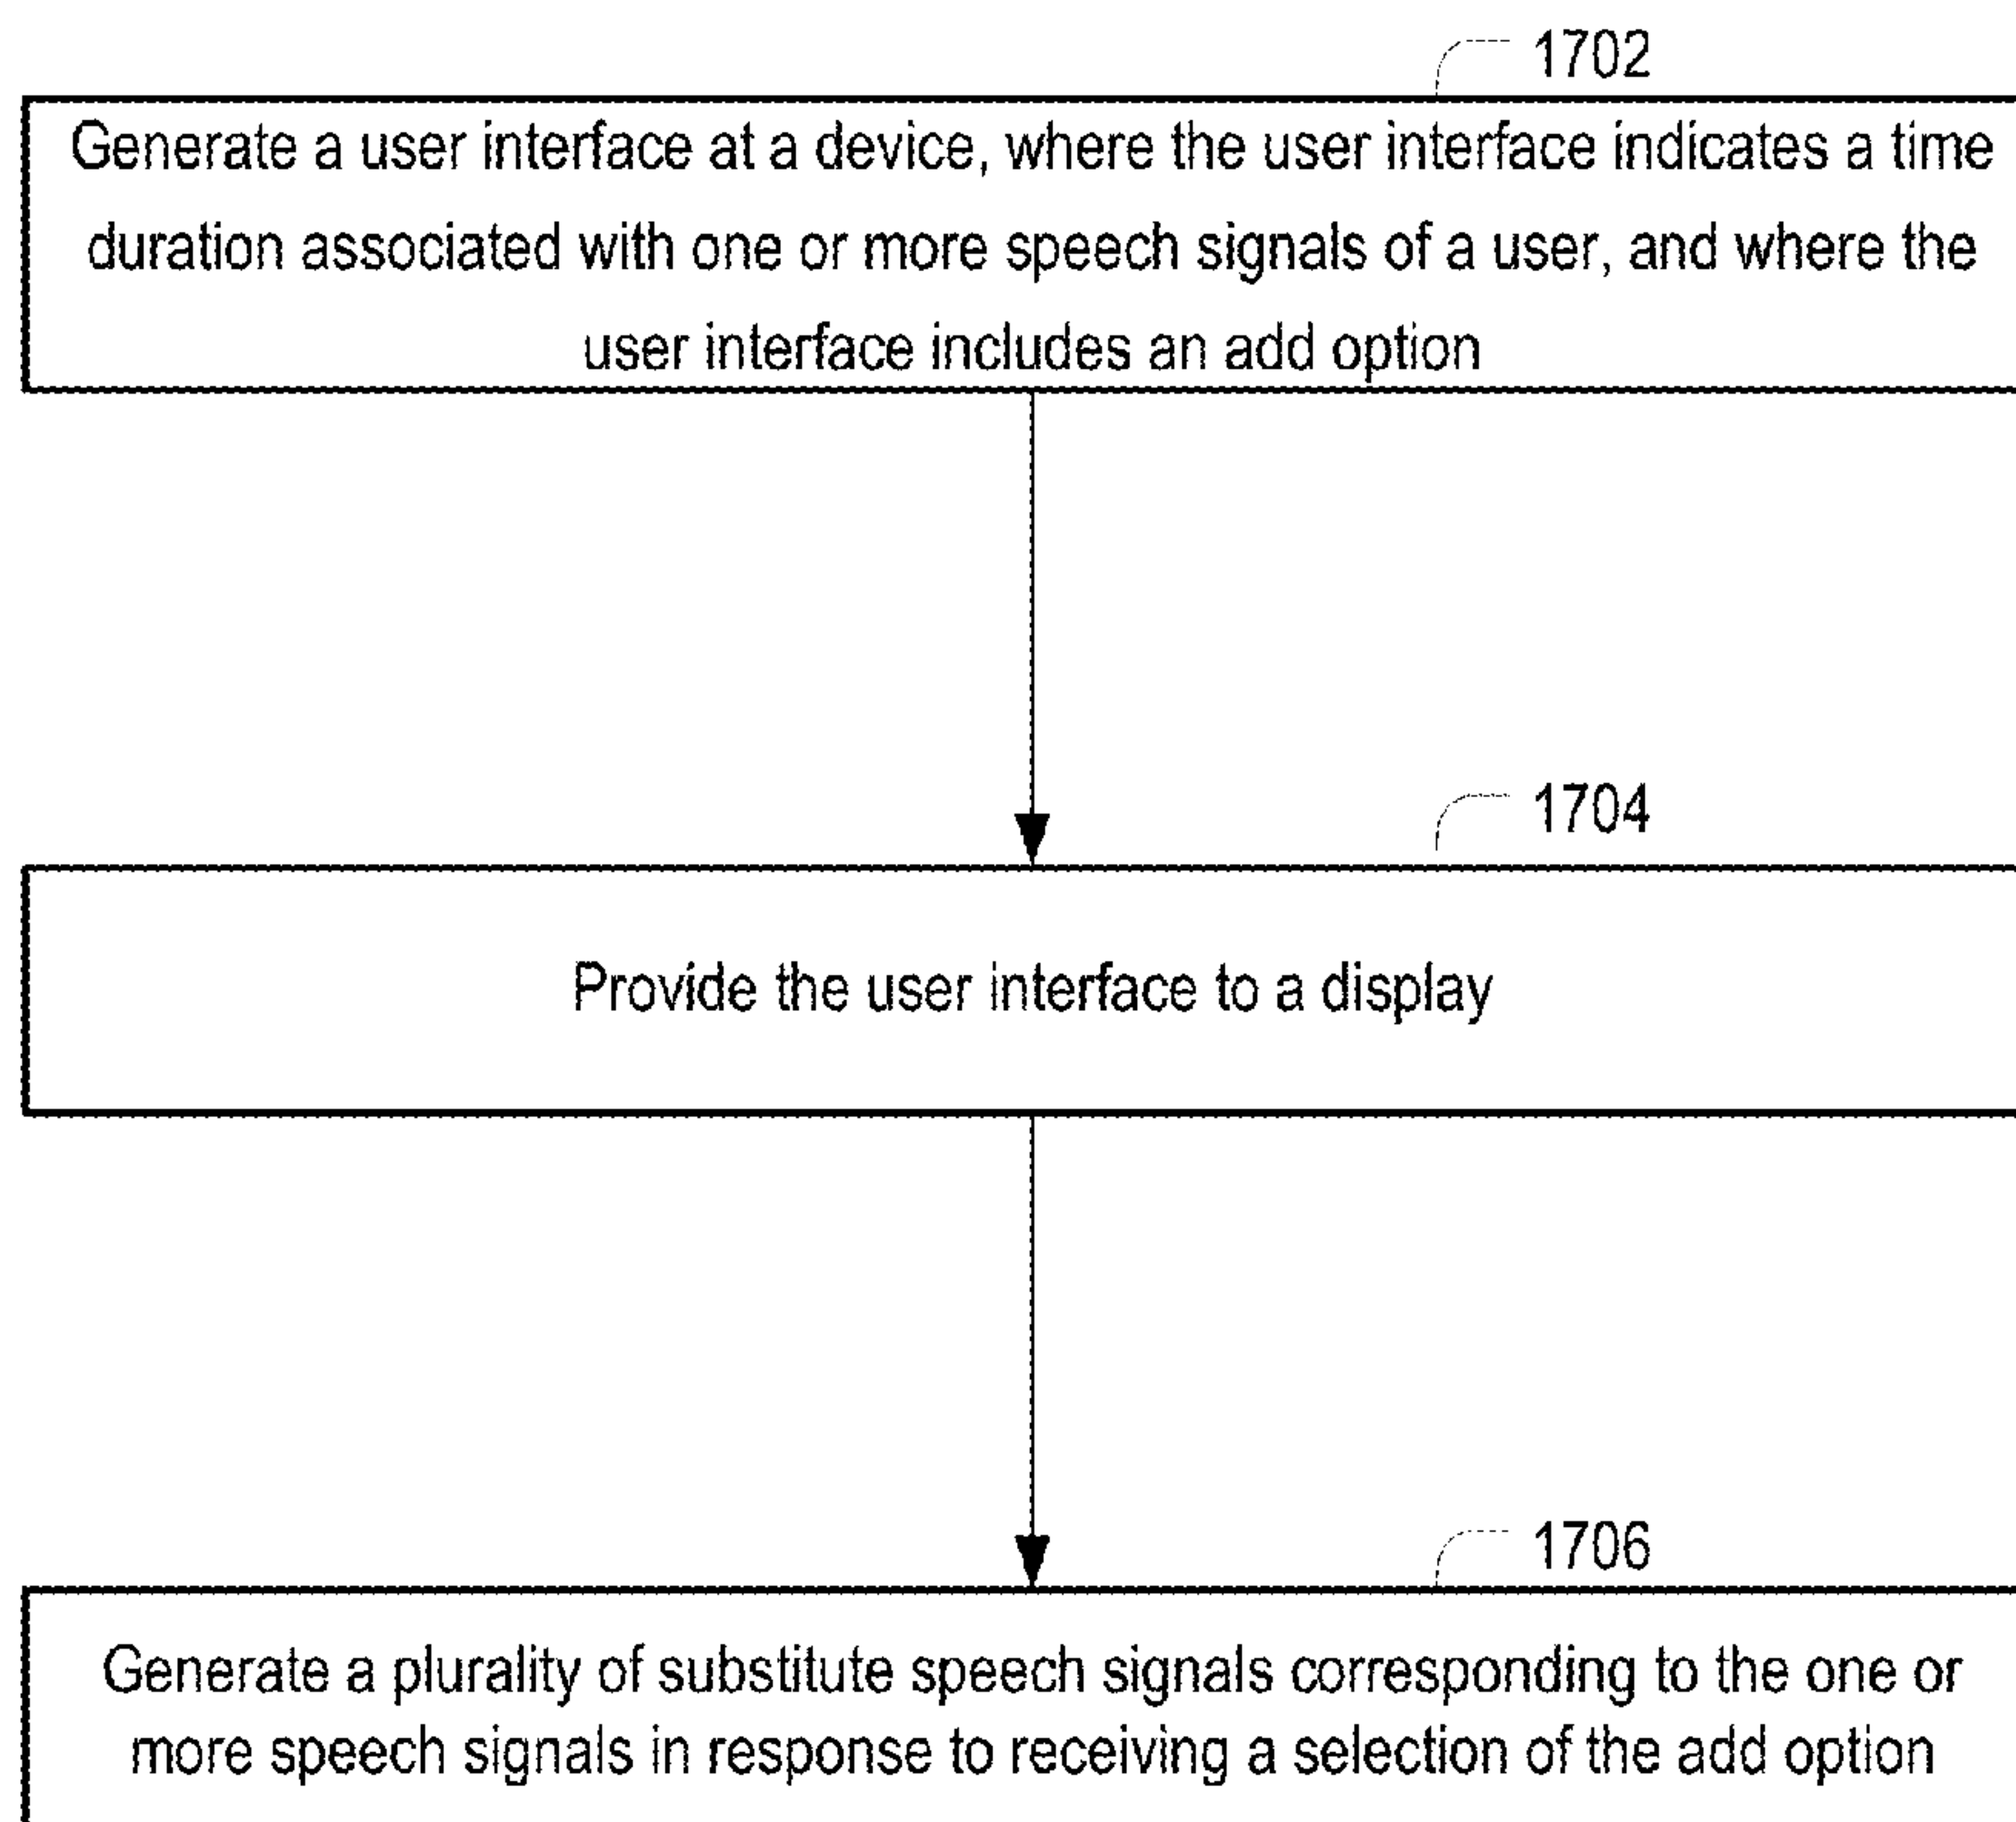 1702
Generate a user interface at a device, where the user interface indicates a time
duration associated with one or more speech signals of a user, and where the
user interface includes an add option
1704
Provide the user interface to a display
1706
Generate a plurality of substitute speech signals corresponding to the one or
more speech signals in response to receiving a selection of the add option